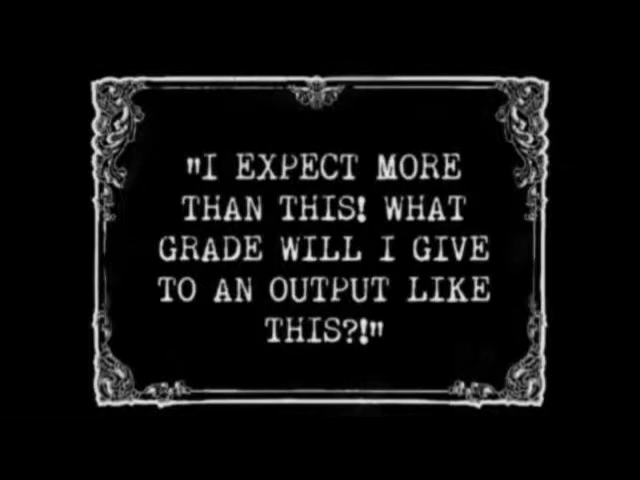 "I EXPECT MORE
THAN THIS! WHAT
GRADE WILL I GIVE
TO AN OUTPUT LIKE
THIS?!"